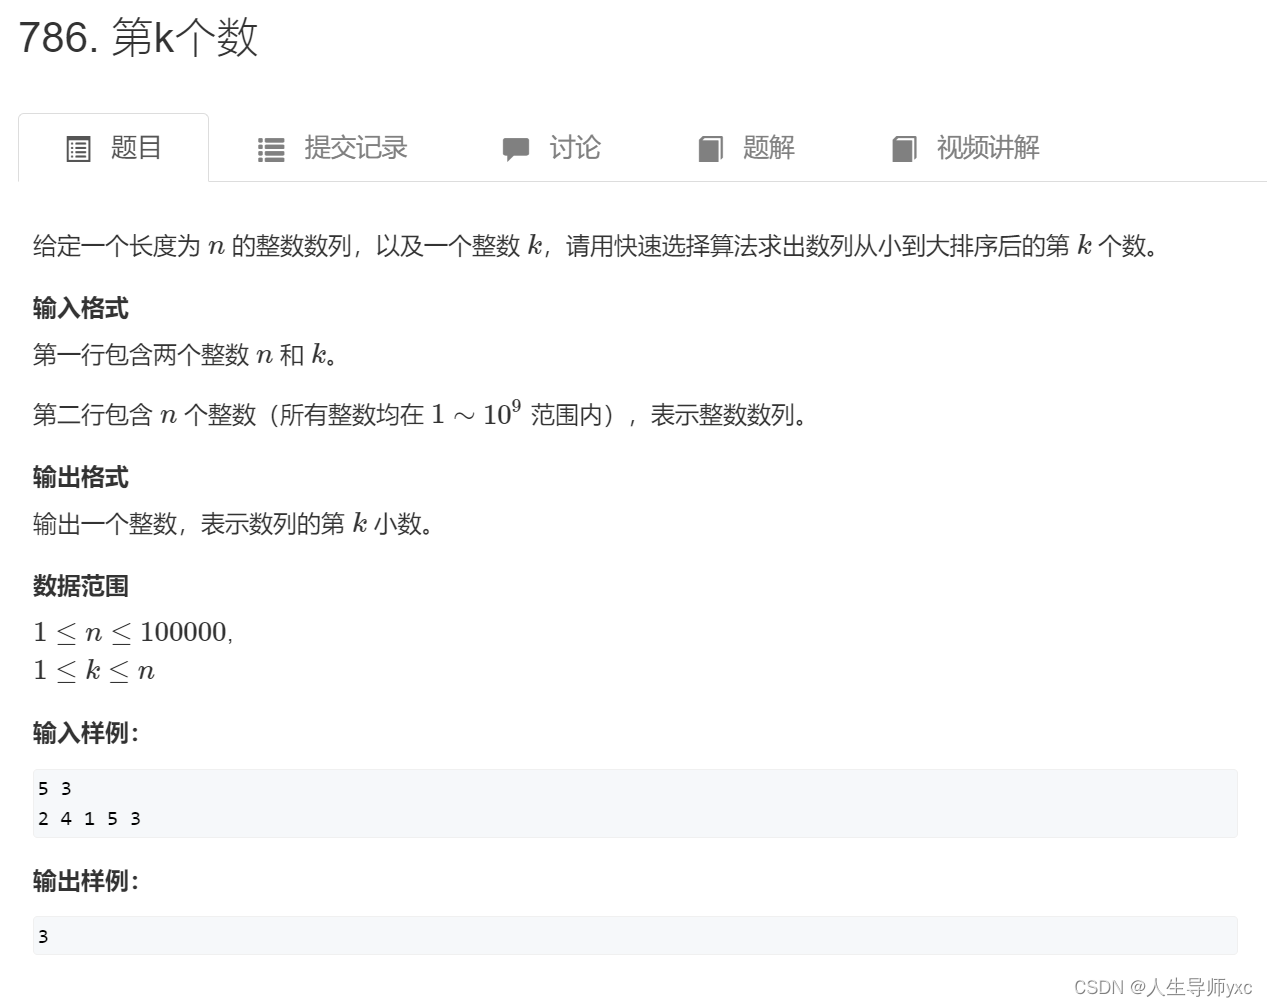 786. 第k个数
题目 提交记录 讨论 题解 视频讲解
给定一个长度为 n 的整数数列，以及一个整数 k，请用快速选择算法求出数列从小到大排序后的第 k 个数。
输入格式
第一行包含两个整数 n 和 k。
第二行包含 n 个整数（所有整数均在 1 ∼ 10⁹ 范围内），表示整数数列。
输出格式
输出一个整数，表示数列的第 k 小数。
数据范围
1 ≤ n ≤ 100000,
1 ≤ k ≤ n
输入样例：
5 3
2 4 1 5 3
输出样例：
3
CSDN @人生导师yxc